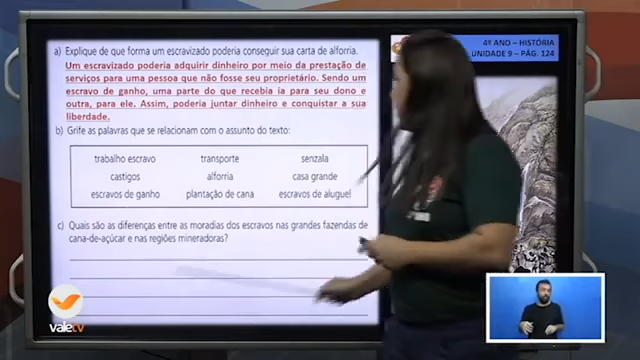 a) Explique de que forma um escravizado poderia conseguir sua carta de alforria.
Um escravizado poderia adquirir dinheiro por meio da prestação de
serviços para uma pessoa que não fosse seu proprietário. Sendo um
escravo de ganho, uma parte do que recebia ia para seu dono e
outra, para ele. Assim, poderia juntar dinheiro e conquistar a sua
liberdade.
b) Grife as palavras que se relacionam com o assunto do texto:
trabalho escravo transporte senzala
castigos alforria casa grande
escravos de ganho plantação de cana escravos de aluguel
c) Quais são as diferenças entre as moradias dos escravos nas grandes fazendas de
cana-de-açúcar e nas regiões mineradoras?
4º ANO – HISTÓRIA
UNIDADE 9 – PÁG. 124
valetv